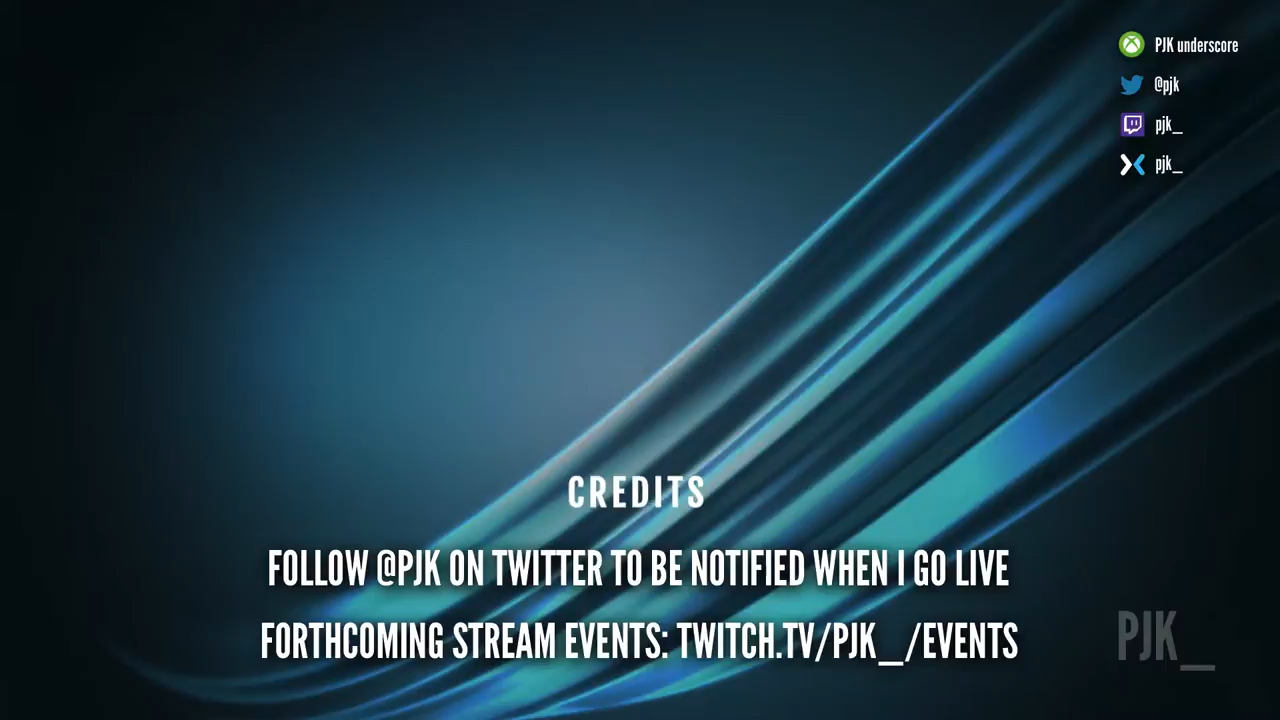 PJK underscore
@pjk
pjk_
pjk_
CREDITS
FOLLOW @PJK ON TWITTER TO BE NOTIFIED WHEN I GO LIVE
FORTHCOMING STREAM EVENTS: TWITCH.TV/PJK_/EVENTS
PJK_